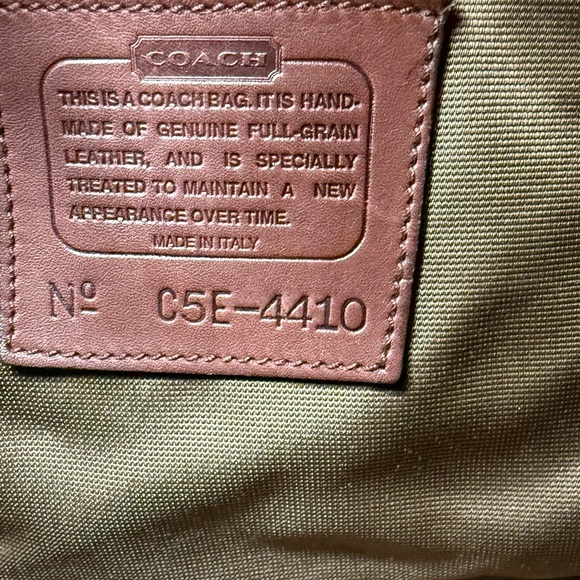 COACH
THIS IS A COACH BAG. IT IS HAND-
MADE OF GENUINE FULL-GRAIN
LEATHER, AND IS SPECIALLY
TREATED TO MAINTAIN A NEW
APPEARANCE OVER TIME.
MADE IN ITALY
Nº C5E-4410